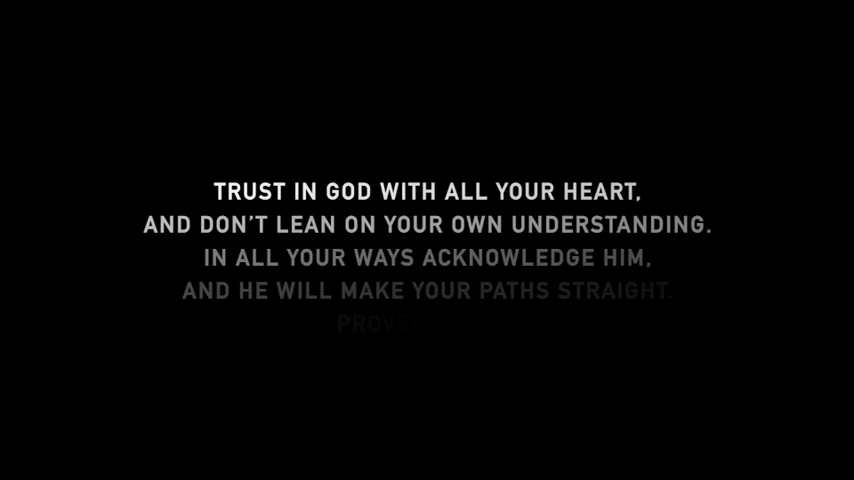 TRUST IN GOD WITH ALL YOUR HEART,
AND DON'T LEAN ON YOUR OWN UNDERSTANDING.
IN ALL YOUR WAYS ACKNOWLEDGE HIM,
AND HE WILL MAKE YOUR PATHS STRAIGHT.